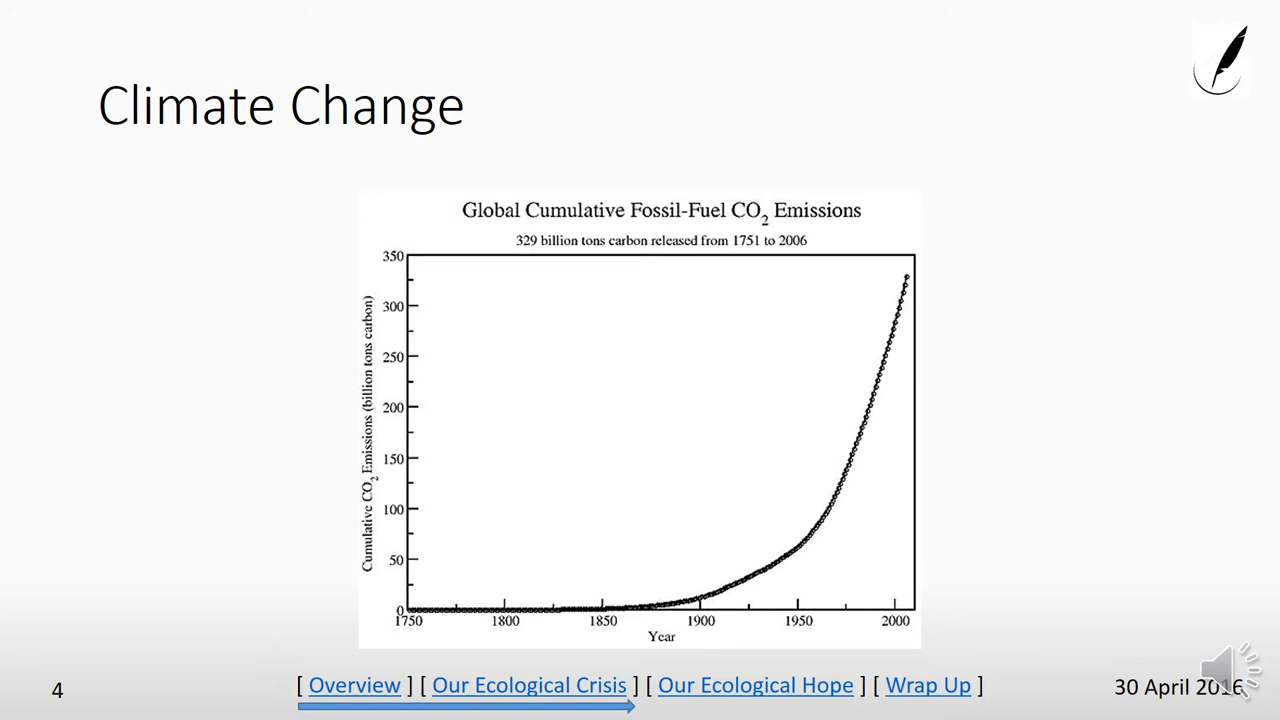 Climate Change
Global Cumulative Fossil-Fuel CO2 Emissions
329 billion tons carbon released from 1751 to 2006
Cumulative CO2 Emissions (billion tons carbon)
350
300
250
200
150
100
50
0
1750 1800 1850 1900 1950 2000
Year
4
[ Overview ] [ Our Ecological Crisis ] [ Our Ecological Hope ] [ Wrap Up ]
30 April 2016